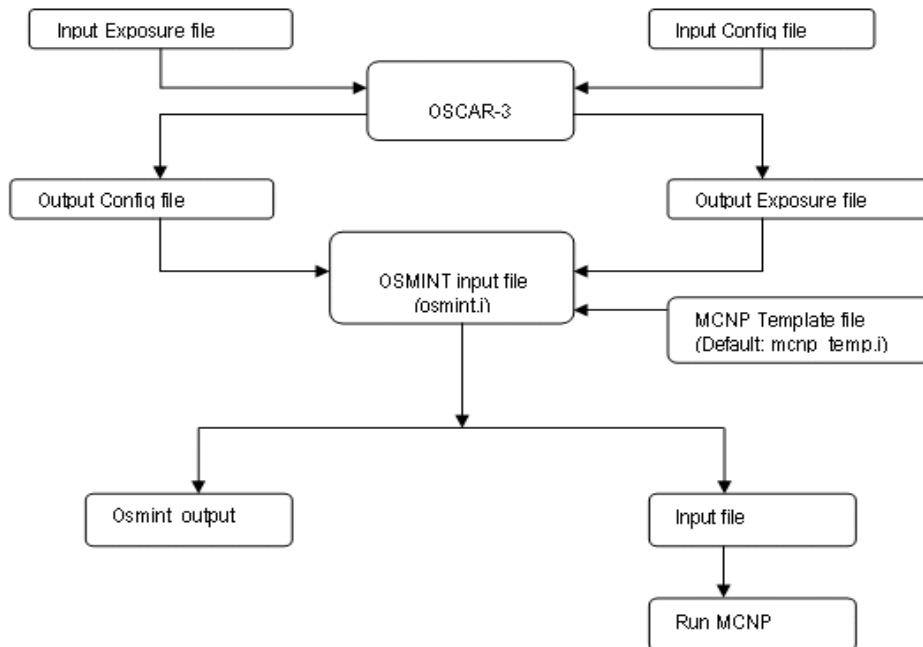 Input Exposure file
Input Config file
OSCAR-3
Output Config file
Output Exposure file
OSMINT input file
(osmint.i)
MCNP Template file
(Default: mcnp_temp.i)
Osmint output
Input file
Run MCNP